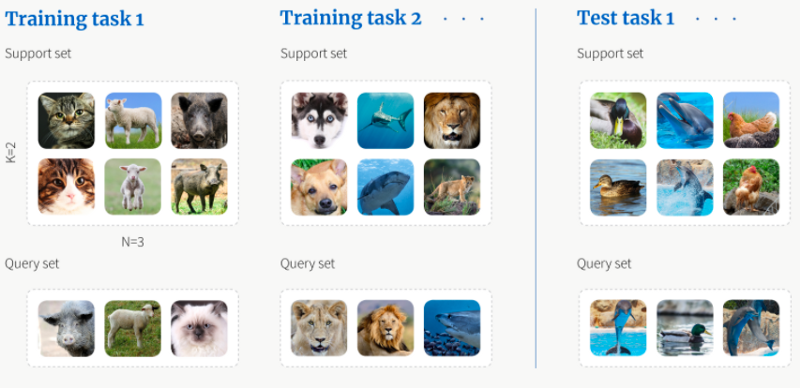 Training task 1
Training task 2 . . .
Test task 1 . . .
Support set
Support set
Support set
K=2
N=3
Query set
Query set
Query set